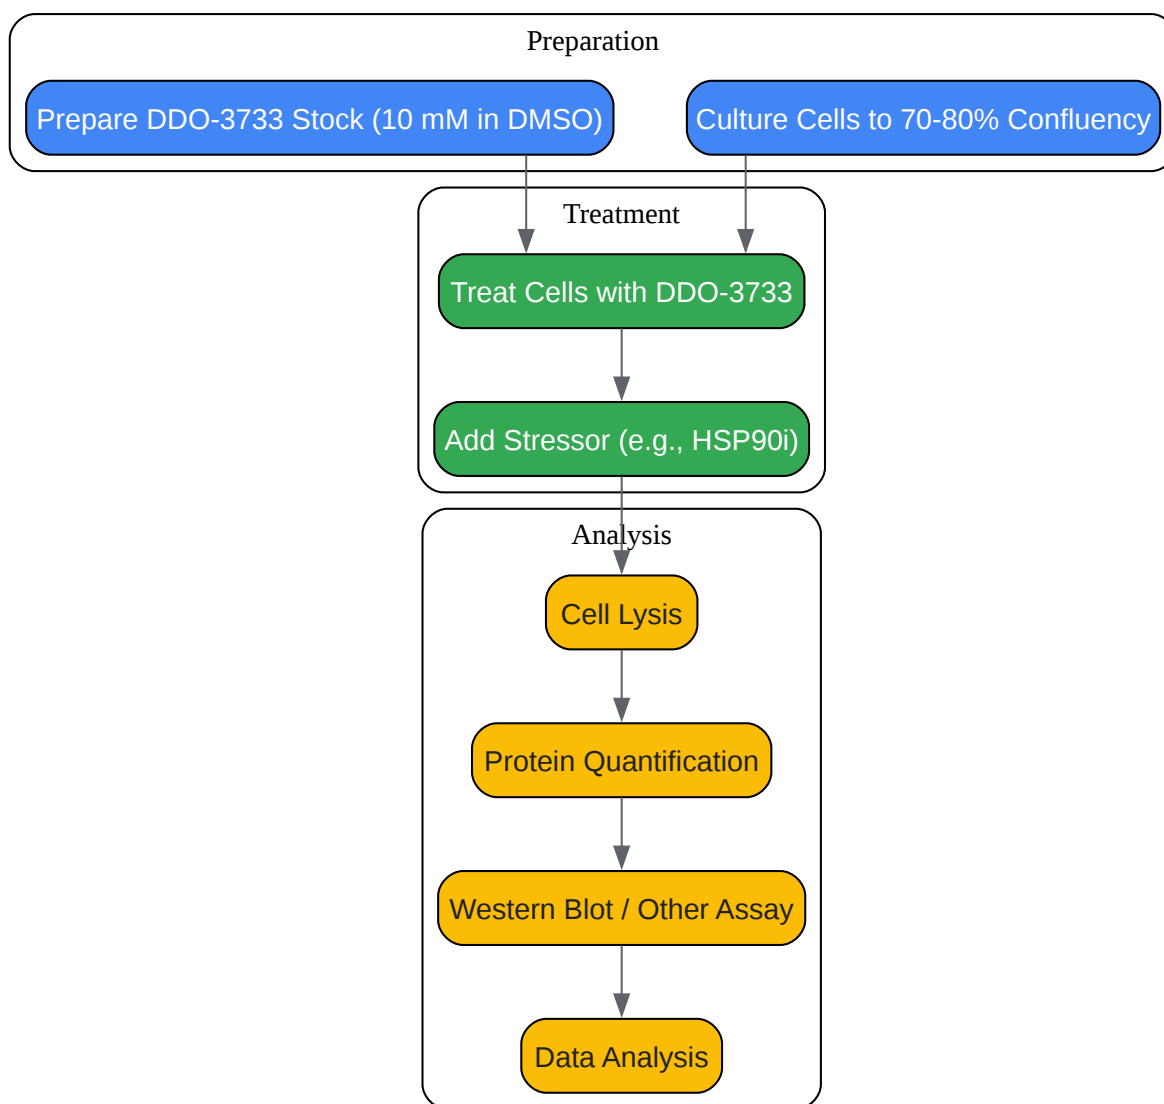 Preparation
Prepare DDO-3733 Stock (10 mM in DMSO)
Culture Cells to 70-80% Confluency
Treatment
Treat Cells with DDO-3733
Add Stressor (e.g., HSP90i)
Analysis
Cell Lysis
Protein Quantification
Western Blot / Other Assay
Data Analysis